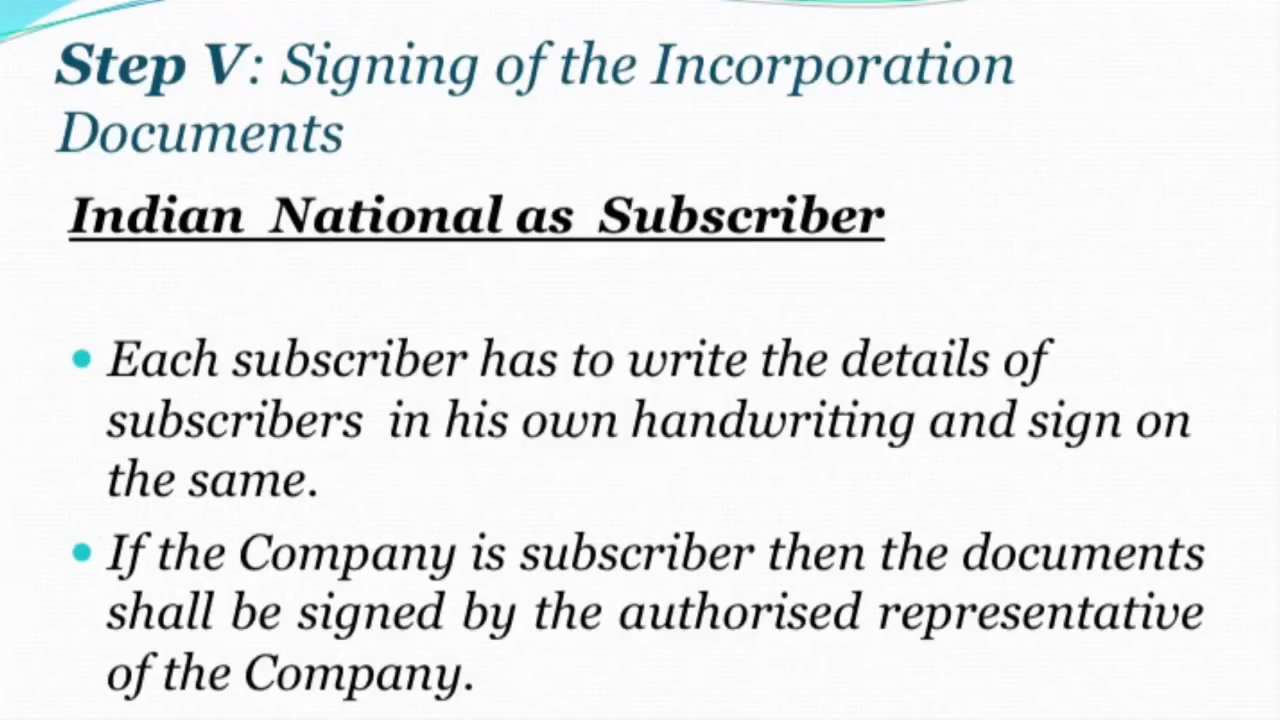 Step V: Signing of the Incorporation
Documents
Indian National as Subscriber
• Each subscriber has to write the details of
subscribers in his own handwriting and sign on
the same.
• If the Company is subscriber then the documents
shall be signed by the authorised representative
of the Company.